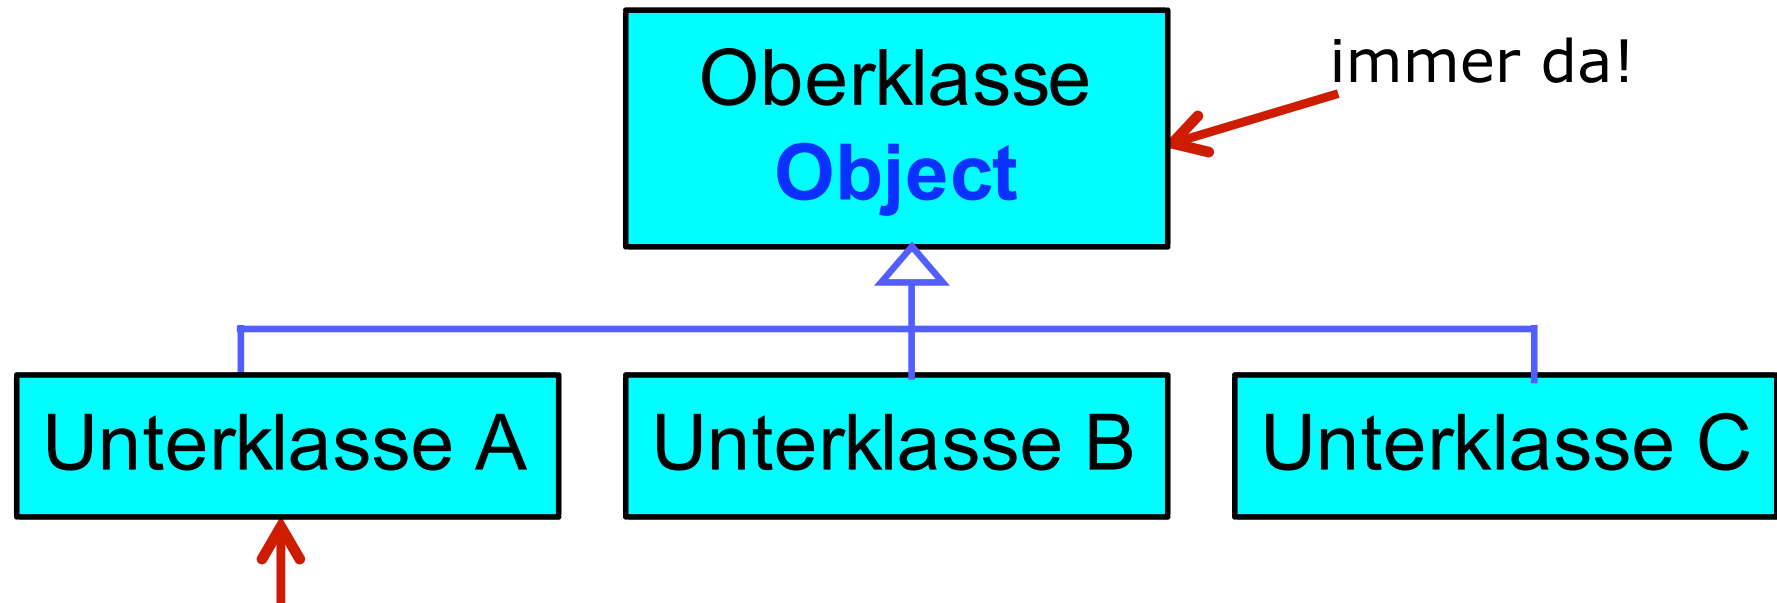 Oberklasse
Object
immer da!
Unterklasse A
Unterklasse B
Unterklasse C